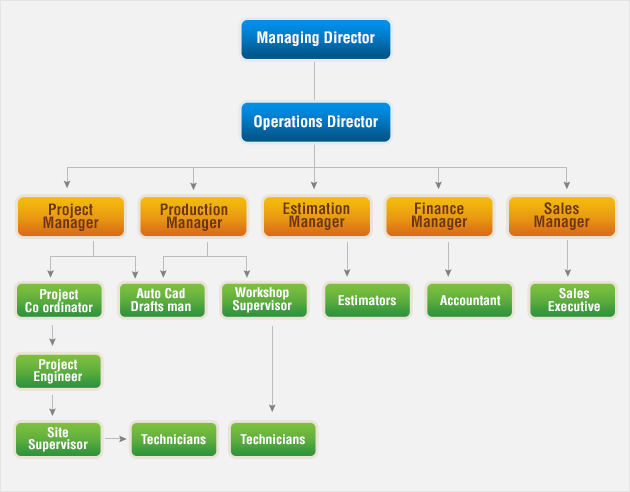 Managing Director
Operations Director
Project
Manager
Production
Manager
Estimation
Manager
Finance
Manager
Sales
Manager
Project
Co ordinator
Auto Cad
Drafts man
Workshop
Supervisor
Estimators
Accountant
Sales
Executive
Project
Engineer
Site
Supervisor
Technicians
Technicians